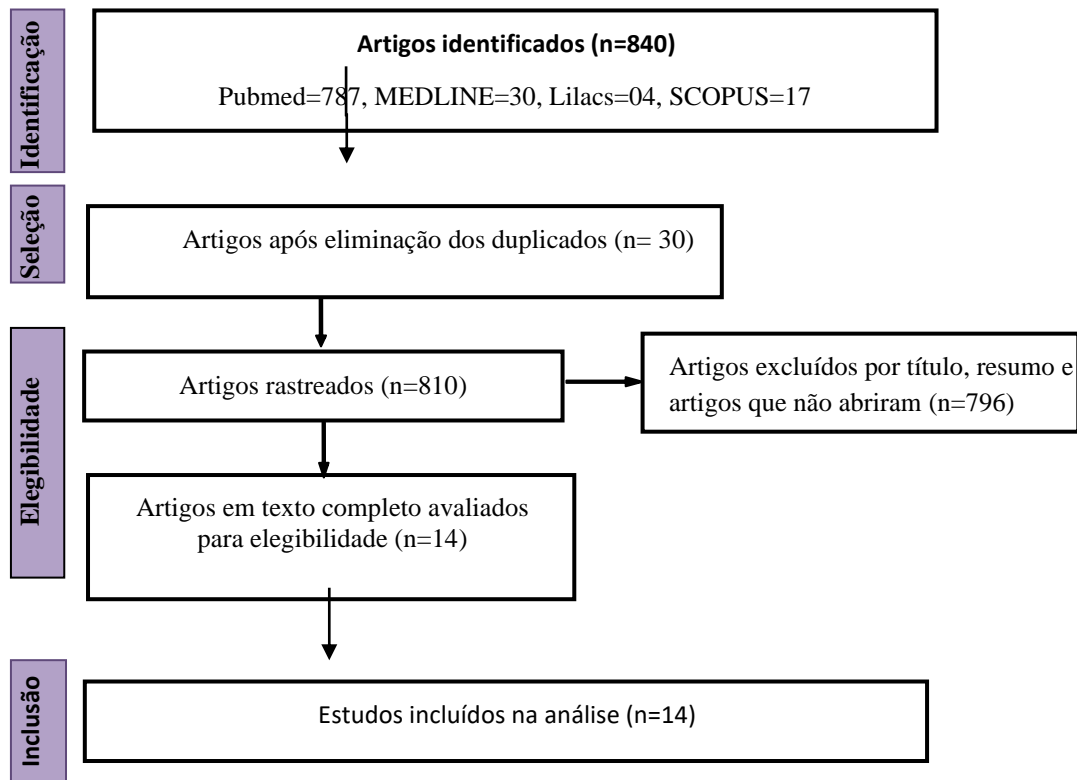 Identificação
Artigos identificados (n=840)
Pubmed=787, MEDLINE=30, Lilacs=04, SCOPUS=17
Seleção
Artigos após eliminação dos duplicados (n= 30)
Elegibilidade
Artigos rastreados (n=810)
Artigos excluídos por título, resumo e
artigos que não abriram (n=796)
Artigos em texto completo avaliados
para elegibilidade (n=14)
Inclusão
Estudos incluídos na análise (n=14)